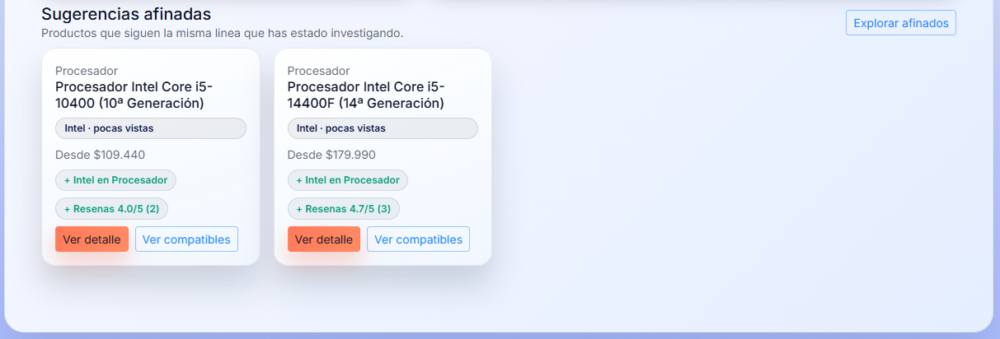 Sugerencias afinadas
Productos que siguen la misma linea que has estado investigando.
Explorar afinados
Procesador
Procesador Intel Core i5-
10400 (10ª Generación)
Intel · pocas vistas
Desde $109.440
+ Intel en Procesador
+ Resenas 4.0/5 (2)
Ver detalle
Ver compatibles
Procesador
Procesador Intel Core i5-
14400F (14ª Generación)
Intel · pocas vistas
Desde $179.990
+ Intel en Procesador
+ Resenas 4.7/5 (3)
Ver detalle
Ver compatibles